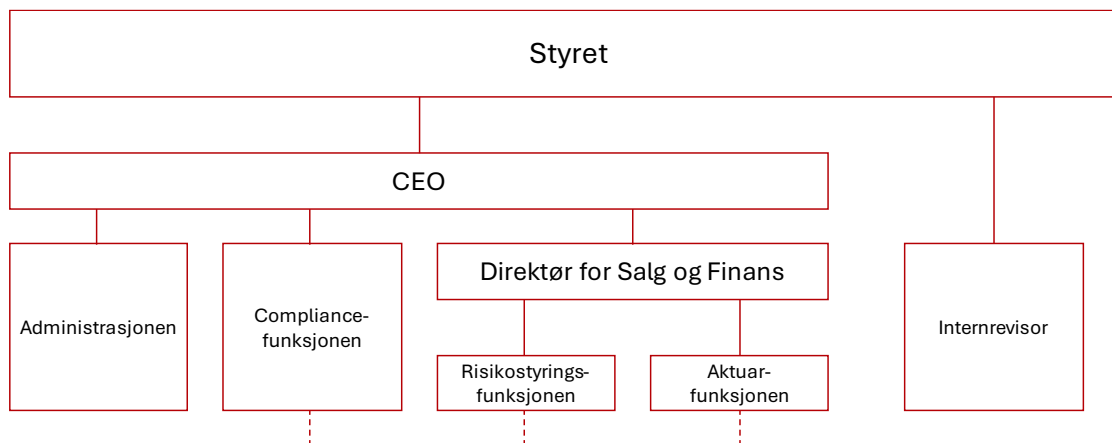 Styret
CEO
Direktør for Salg og Finans
Administrasjonen
Compliance-
funksjonen
Internrevisor
Risikostyrings-
funksjonen
Aktuar-
funksjonen